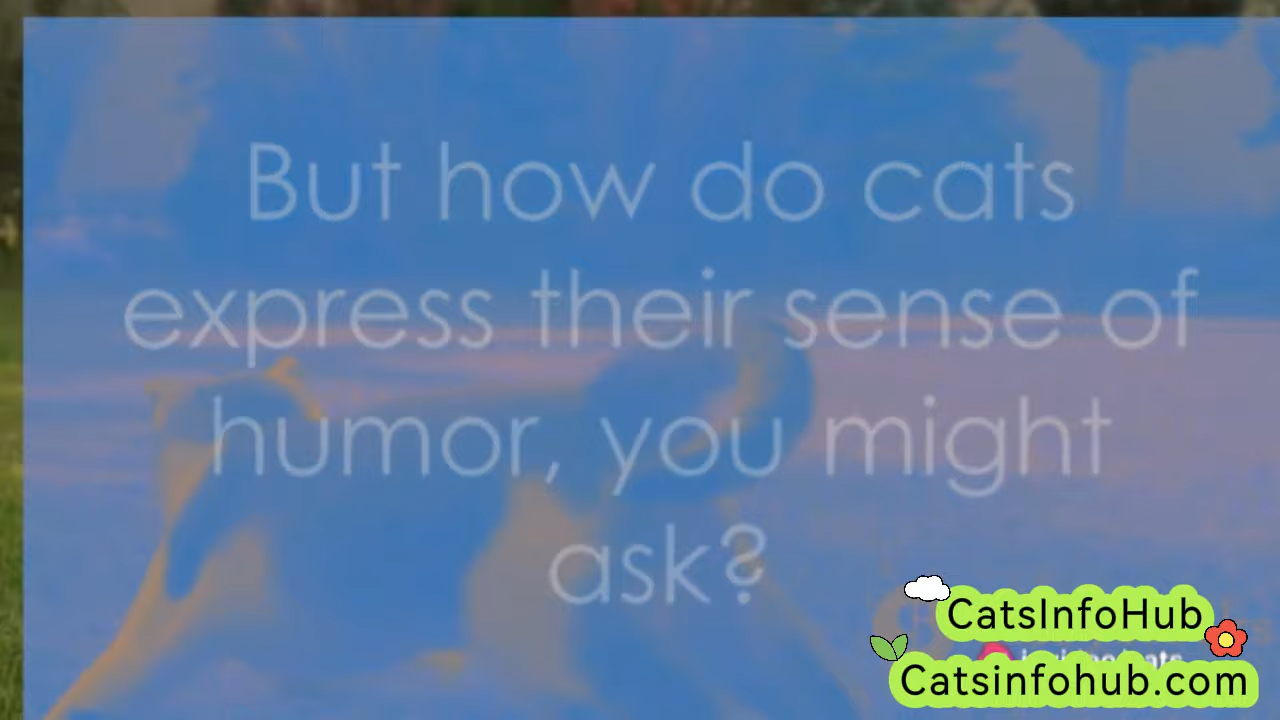 But how do cats
express their sense of
humor, you might
ask?
CatsInfoHub
Catsinfohub.com